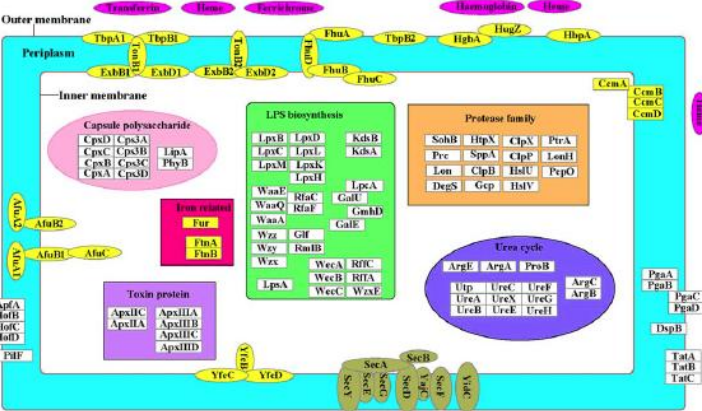 Transferrin
Heme
Ferrichrome
Haemoglobin
Heme
Outer membrane
TbpA1
TbpB1
TonB1
ExbB1
ExbD1
TonB2
ExbB2
ExbD2
FhuA
FhuD
FhuB
FhuC
TbpB2
HgbA
HugZ
HbpA
Periplasm
Inner membrane
CcmA
CcmB
CcmC
CcmD
Capsule polysaccharide
CpxD Cps3A
CpxC Cps3B LipA
CpxB Cps3C PhyB
CpxA Cps3D
LPS biosynthesis
LpxB LpxD KdsB
LpxC LpxL KdsA
LpxM LpxK
LpxH
WaaE LpcA
WaaQ RfaC GalU
WaaA RfaF GmhD
GalE
Wzz Glf
Wzy RmlB
Wzx
WecA RffC
LpsA WecB RffA
WecC WzxE
Protease family
SohB HtpX ClpX PtrA
Prc SppA ClpP LonH
Lon ClpB HslU PepO
DegS Gcp HslV
AfuA2
AfuB2
AfuA1
AfuB1
AfuC
Iron related
Fur
FtnA
FtnB
Urea cycle
ArgE ArgA ProB
ArgC
ArgB
Utp UreC UreF
UreA UreX UreG
UreB UreE UreH
Toxin protein
ApxIIC ApxIIIA
ApxIIA ApxIIIB
ApxIIIC
ApxIIID
ApfA
HofB
HofC
HofD
PilF
YfeB
YfeC
YfeD
SecA
SecB
SecY
SecE
SecG
SecD
YajC
SecF
YidC
PgaA
PgaB
PgaC
PgaD
DspB
TatA
TatB
TatC